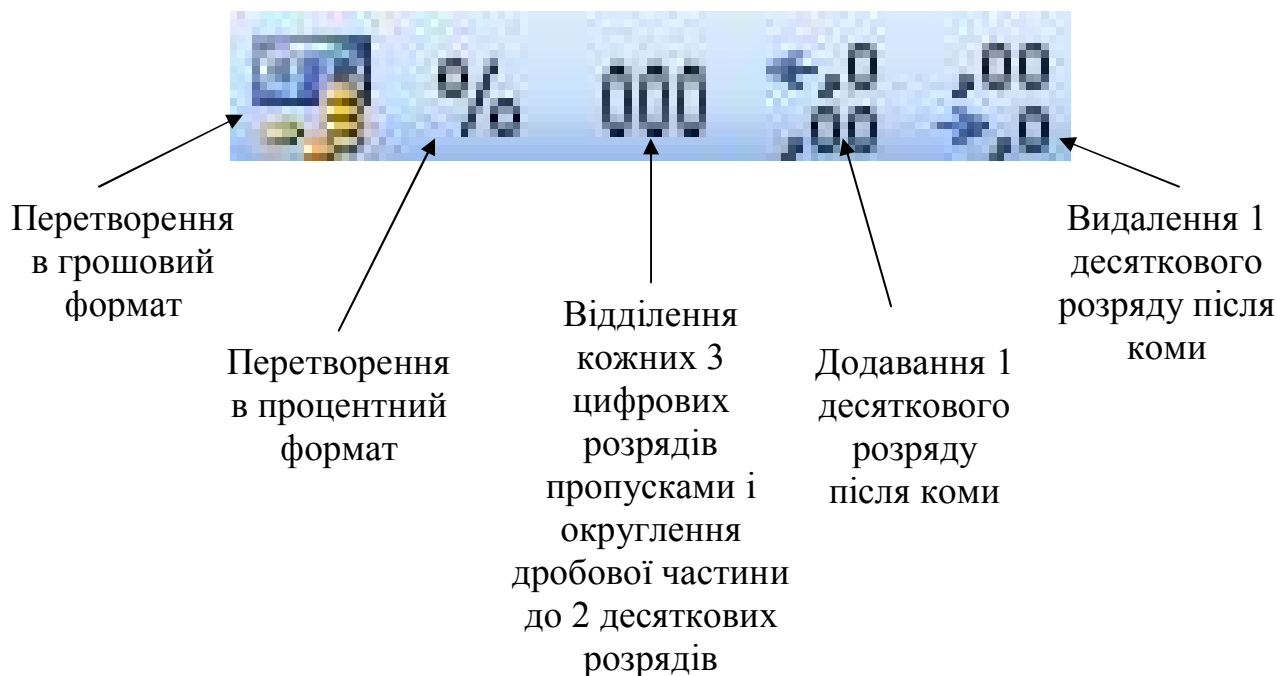 %
000
,0
,00
,00
,0
Перетворення
в грошовий
формат
Перетворення
в процентний
формат
Відділення
кожних 3
цифрових
розрядів
пропусками і
округлення
дробової частини
до 2 десяткових
розрядів
Додавання 1
десяткового
розряду
після коми
Видалення 1
десяткового
розряду після
коми